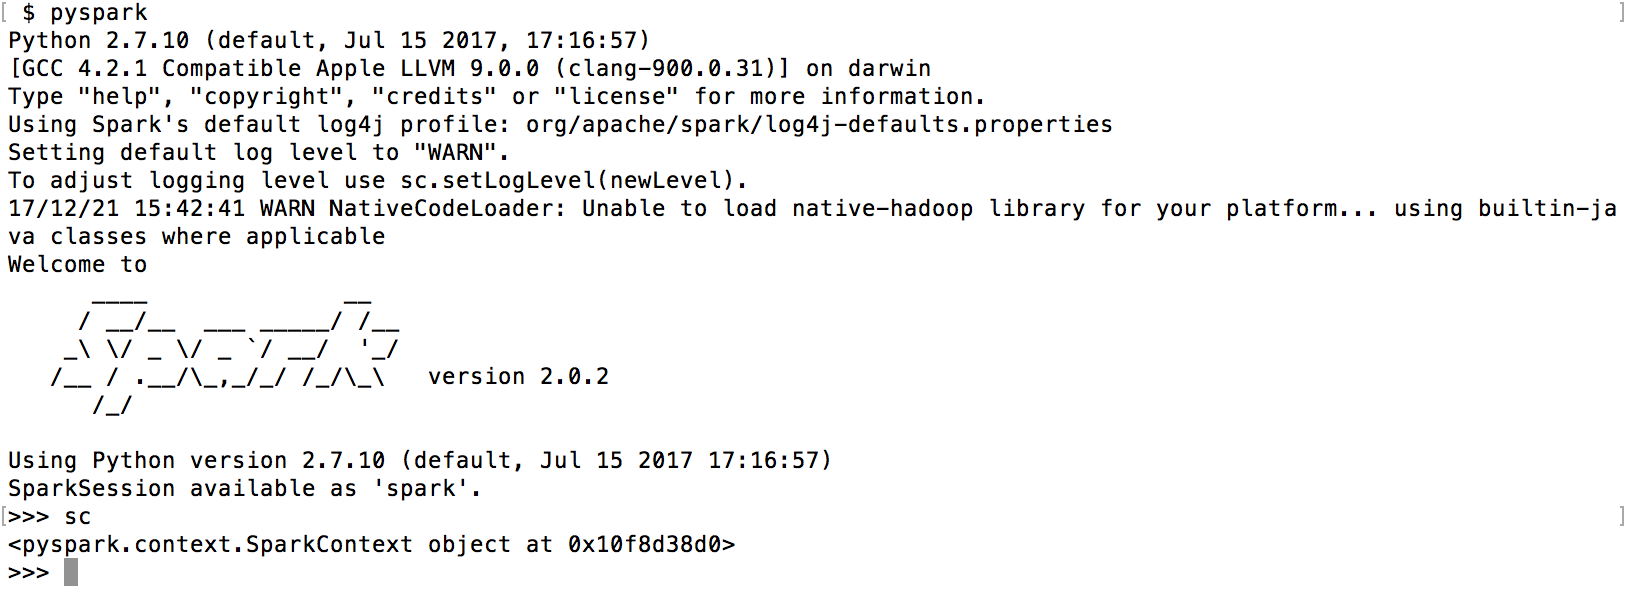 [ $ pyspark ]
Python 2.7.10 (default, Jul 15 2017, 17:16:57)
[GCC 4.2.1 Compatible Apple LLVM 9.0.0 (clang-900.0.31)] on darwin
Type "help", "copyright", "credits" or "license" for more information.
Using Spark's default log4j profile: org/apache/spark/log4j-defaults.properties
Setting default log level to "WARN".
To adjust logging level use sc.setLogLevel(newLevel).
17/12/21 15:42:41 WARN NativeCodeLoader: Unable to load native-hadoop library for your platform... using builtin-ja
va classes where applicable
Welcome to
      ____              __
     / __/__  ___ _____/ /__
    _\ \/ _ \/ _ `/ __/  '_/
   /__ / .__/\_,_/_/ /_/\_\   version 2.0.2
      /_/
Using Python version 2.7.10 (default, Jul 15 2017 17:16:57)
SparkSession available as 'spark'.
[>>> sc ]
<pyspark.context.SparkContext object at 0x10f8d38d0>
>>>